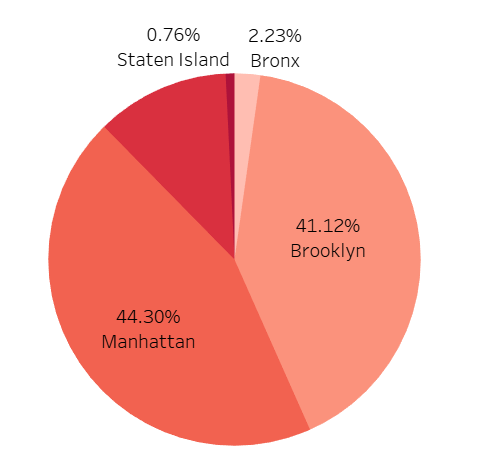 0.76%
Staten Island
2.23%
Bronx
41.12%
Brooklyn
44.30%
Manhattan